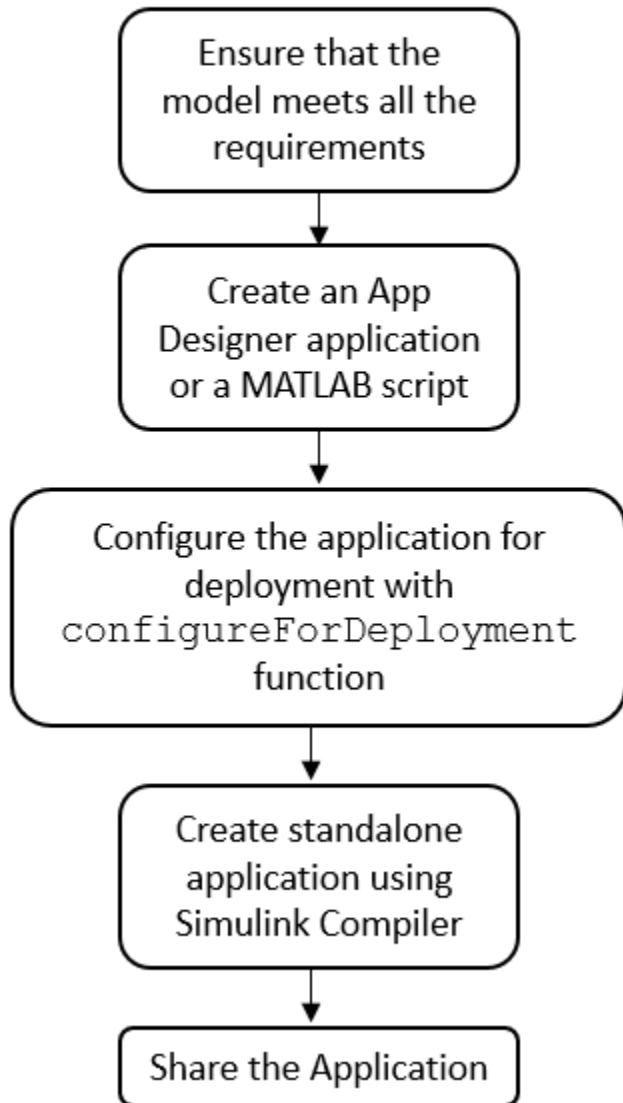 Ensure that the
model meets all the
requirements
Create an App
Designer application
or a MATLAB script
Configure the application for
deployment with
configureForDeployment
function
Create standalone
application using
Simulink Compiler
Share the Application